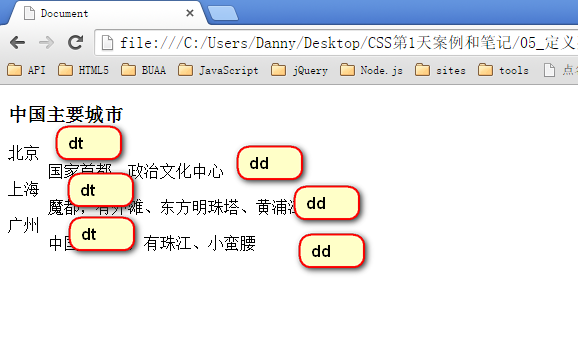 Document
file:///C:/Users/Danny/Desktop/CSS第1天案例和笔记/05_定义
API HTML5 BUAA JavaScript jQuery Node.js sites tools
中国主要城市
北京 dt
国家首都，政治文化中心 dd
上海 dt
魔都，有外滩、东方明珠塔、黄浦 dd
广州 dt
中国 有珠江、小蛮腰 dd